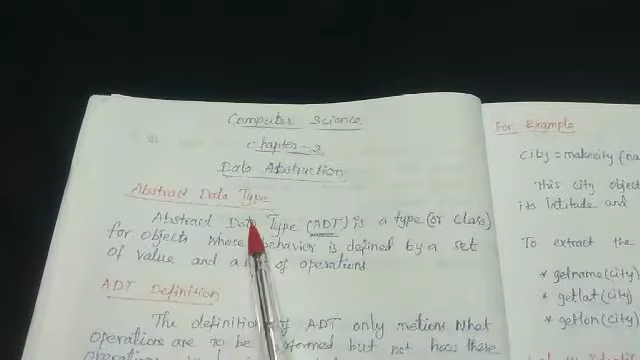 Computer Science
Chapter-2
Data Abstraction
Abstract Data Type
Abstract Data Type (ADT) is a type (or class)
for objects whose behavior is defined by a set
of value and a of operations
ADT Definition
The definition of ADT only metions What
operations are to be but not how these
For Example
city = makecity (na
This city object
its latitude and
To extract the
* getname(city)
* getlat(city)
* getlon(city)